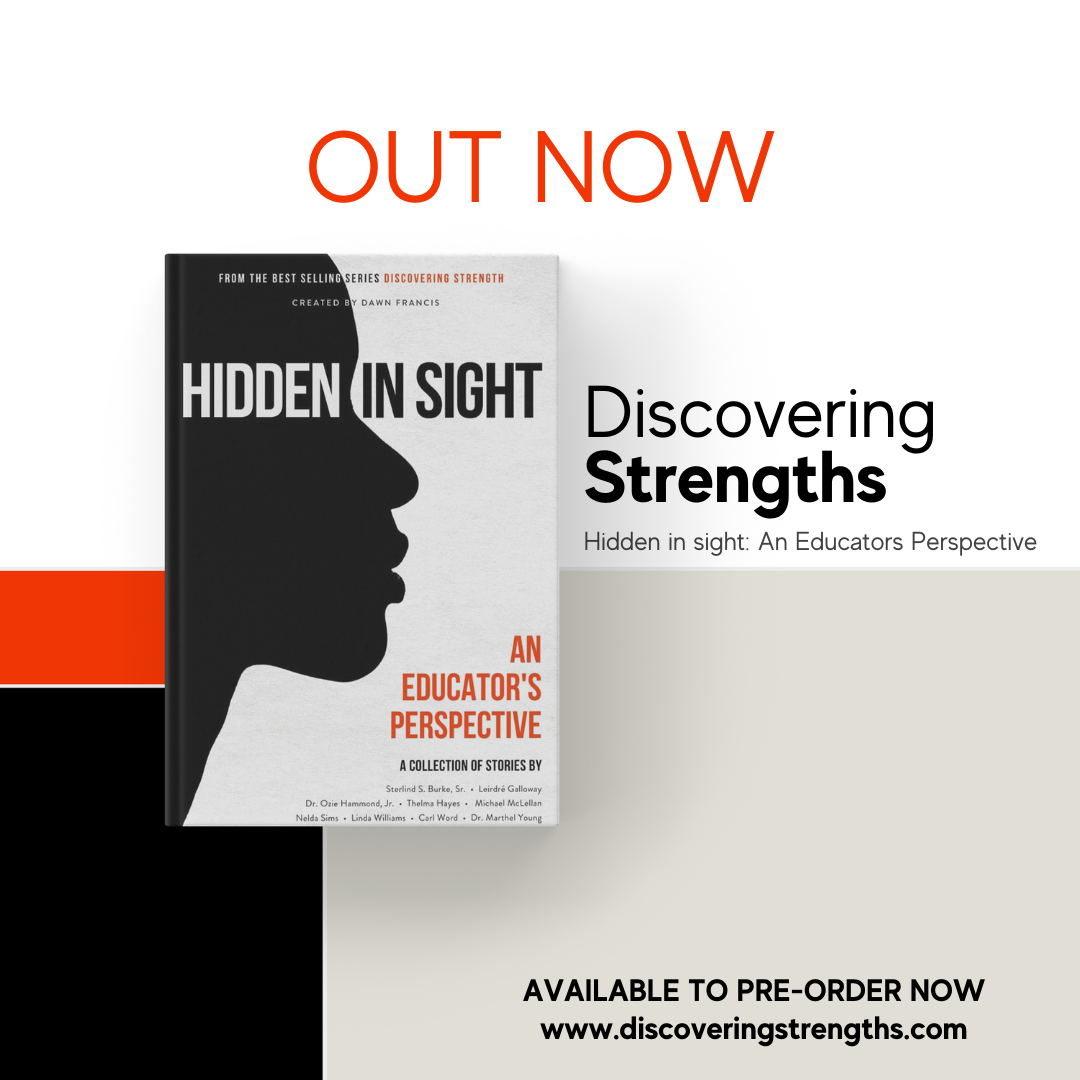 OUT NOW
FROM THE BEST SELLING SERIES DISCOVERING STRENGTH
CREATED BY DAWN FRANCIS
HIDDEN IN SIGHT
AN
EDUCATOR'S
PERSPECTIVE
A COLLECTION OF STORIES BY
Sterlind S. Burke, Sr. • Leirdré Galloway
Dr. Ozie Hammond, Jr. • Thelma Hayes • Michael McLellan
Nelda Sims • Linda Williams • Carl Word • Dr. Marthel Young
Discovering
Strengths
Hidden in sight: An Educators Perspective
AVAILABLE TO PRE-ORDER NOW
www.discoveringstrengths.com